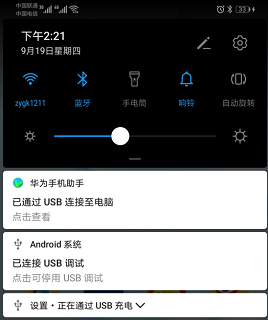 中国联通
中国电信
33
下午2:21
9月19日星期四
zygk1211 蓝牙 手电筒 响铃 自动旋转
华为手机助手
已通过 USB 连接至电脑
点击查看
Android 系统
已连接 USB 调试
点击可停用 USB 调试
设置 • 正在通过 USB 充电